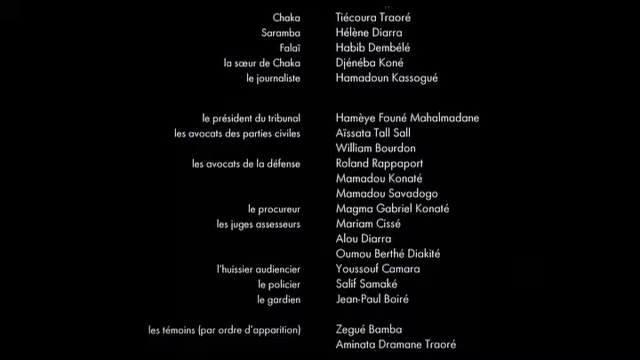 Chaka Tiécoura Traoré
Saramba Hélène Diarra
Falaï Habib Dembélé
la sœur de Chaka Djénéba Koné
le journaliste Hamadoun Kassogué
le président du tribunal Hamèye Founé Mahalmadane
les avocats des parties civiles Aïssata Tall Sall
William Bourdon
les avocats de la défense Roland Rappaport
Mamadou Konaté
Mamadou Savadogo
le procureur Magma Gabriel Konaté
les juges assesseurs Mariam Cissé
Alou Diarra
Oumou Berthé Diakité
l'huissier audiencier Youssouf Camara
le policier Salif Samaké
le gardien Jean-Paul Boiré
les témoins (par ordre d'apparition) Zegué Bamba
Aminata Dramane Traoré